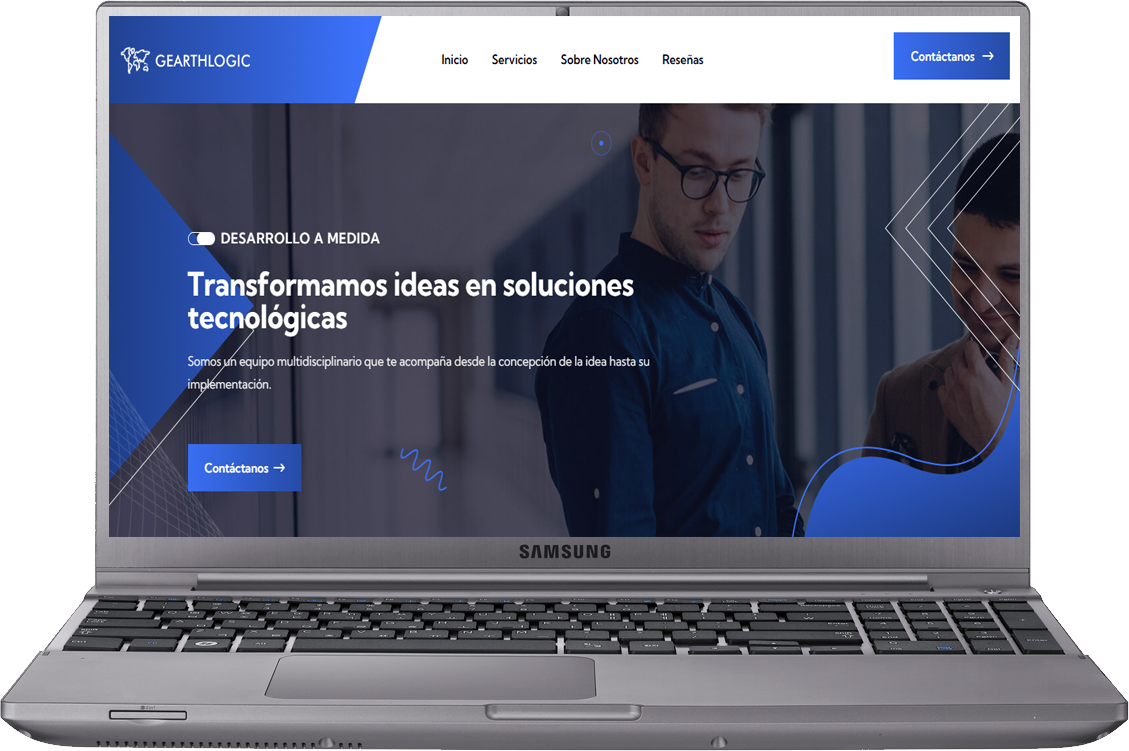 GEARTHLOGIC
Inicio Servicios Sobre Nosotros Reseñas
Contáctanos →
DESARROLLO A MEDIDA
Transformamos ideas en soluciones
tecnológicas
Somos un equipo multidisciplinario que te acompaña desde la concepción de la idea hasta su
implementación.
Contáctanos →
SAMSUNG